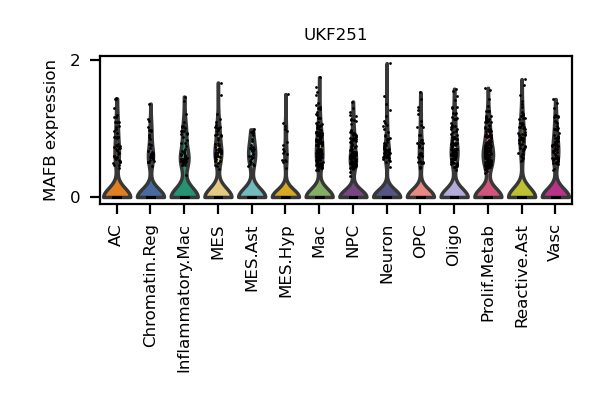 UKF251
MAFB expression
2
0
AC
Chromatin.Reg
Inflammatory.Mac
MES
MES.Ast
MES.Hyp
Mac
NPC
Neuron
OPC
Oligo
Prolif.Metab
Reactive.Ast
Vasc